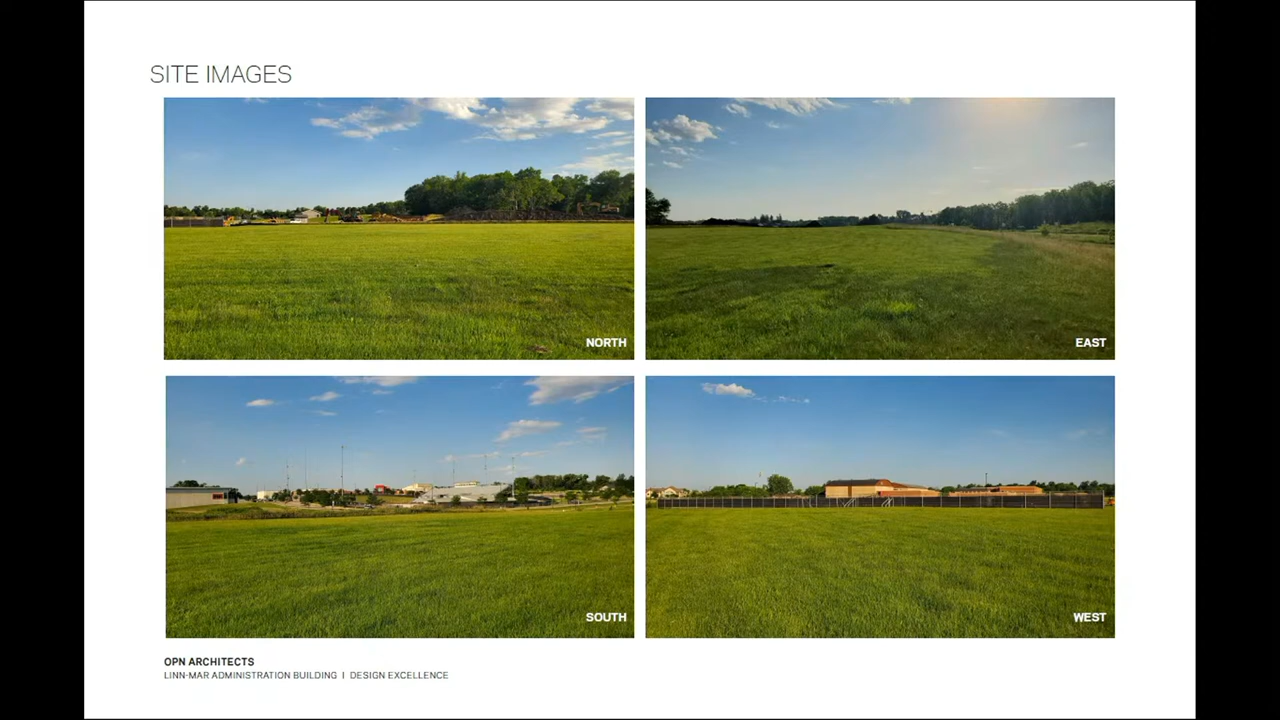 SITE IMAGES
NORTH
EAST
SOUTH
WEST
OPN ARCHITECTS
LINN-MAR ADMINISTRATION BUILDING I DESIGN EXCELLENCE